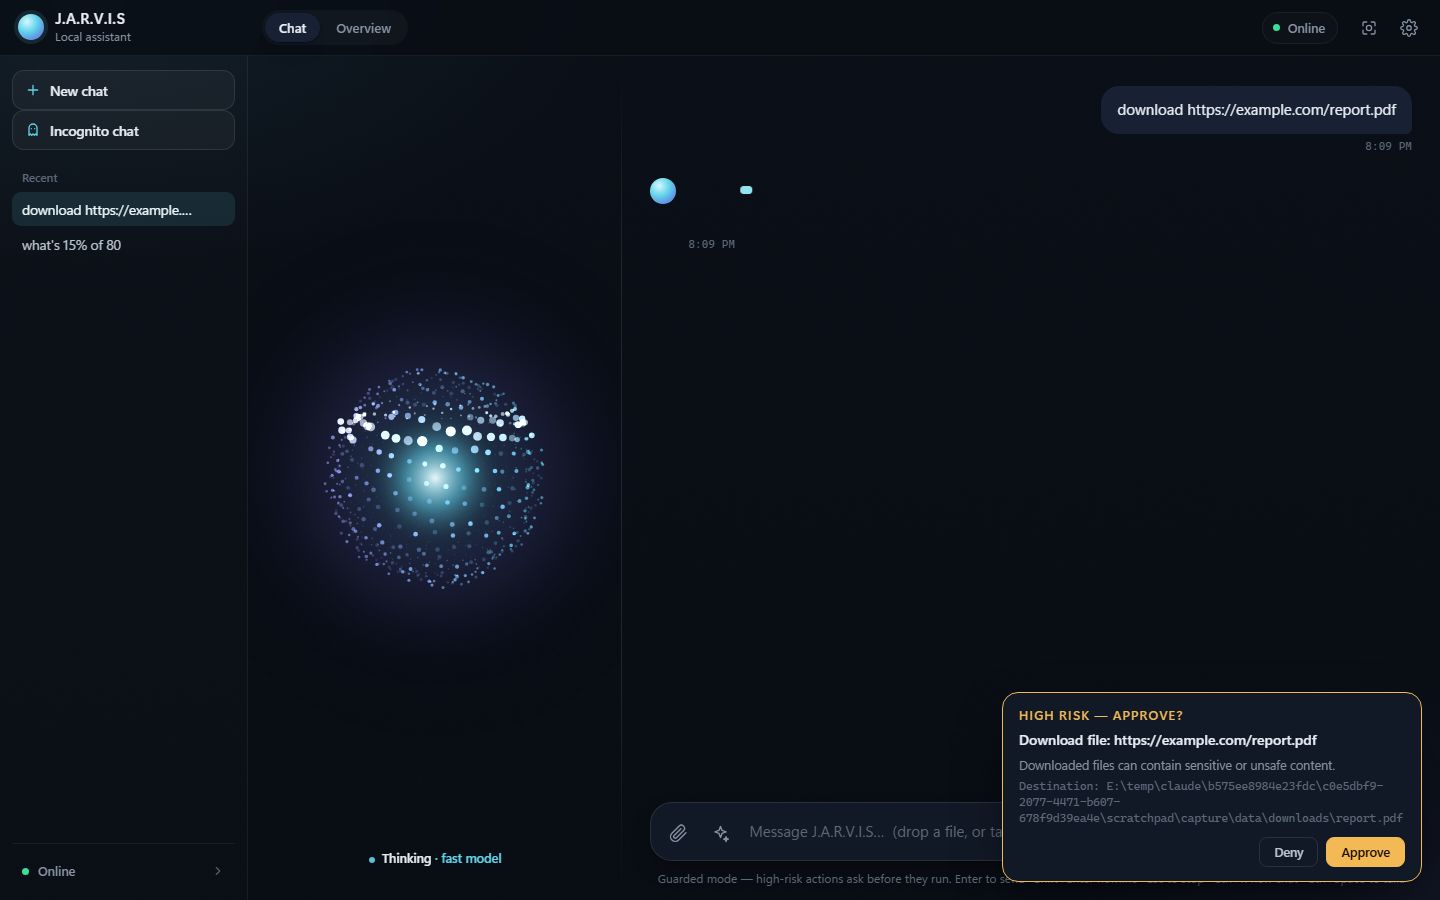 J.A.R.V.I.S
Local assistant
Chat
Overview
Online
New chat
Incognito chat
Recent
download https://example....
what's 15% of 80
Online
Thinking · fast model
download https://example.com/report.pdf
8:09 PM
8:09 PM
Message J.A.R.V.I.S... (drop a file, or ta
Guarded mode — high-risk actions ask before they run. Enter to se
HIGH RISK — APPROVE?
Download file: https://example.com/report.pdf
Downloaded files can contain sensitive or unsafe content.
Destination: E:\temp\claude\b575ee8984e23fdc\c0e5dbf9-
2077-4471-b607-
678f9d39ea4e\scratchpad\capture\data\downloads\report.pdf
Deny
Approve